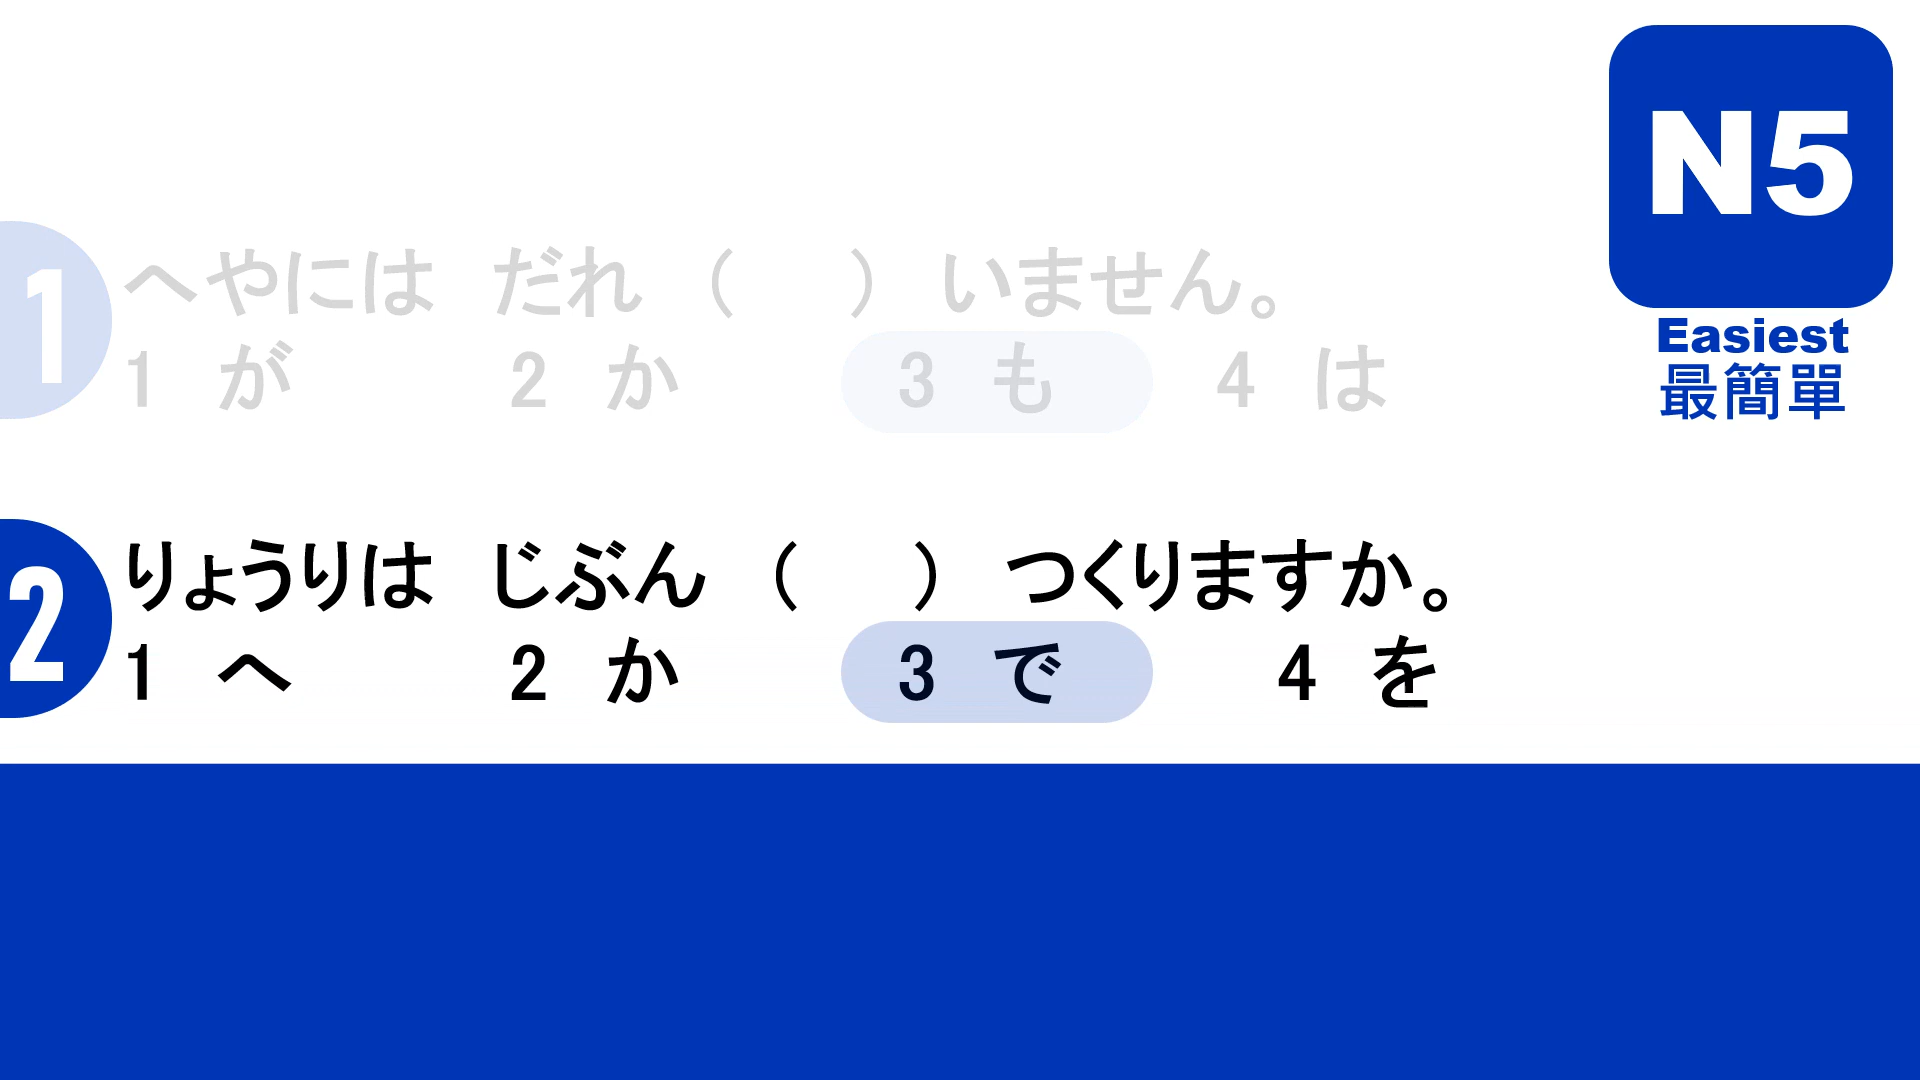 N5
Easiest
最簡單
1
へやには　だれ　（　　）　いません。
1　が　　　2　か　　　3　も　　　4　は
2
りょうりは　じぶん　（　　）　つくりますか。
1　へ　　　2　か　　　3　で　　　4　を